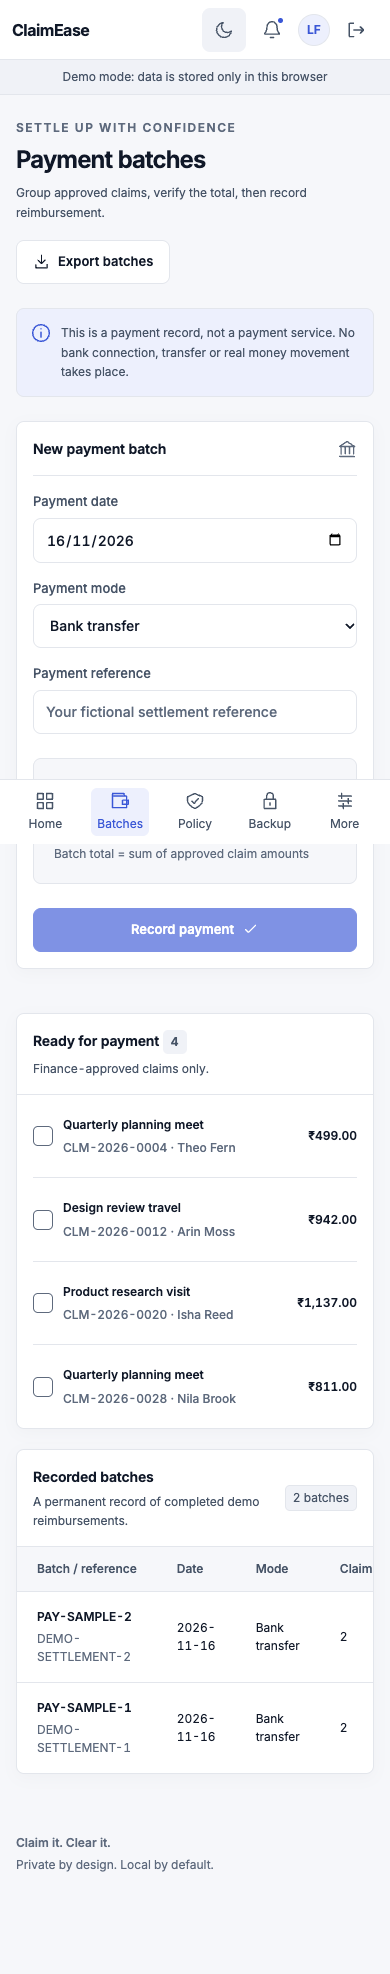 ClaimEase
LF
Demo mode: data is stored only in this browser
SETTLE UP WITH CONFIDENCE
Payment batches
Group approved claims, verify the total, then record
reimbursement.
Export batches
This is a payment record, not a payment service. No
bank connection, transfer or real money movement
takes place.
New payment batch
Payment date
16/11/2026
Payment mode
Bank transfer
Payment reference
Your fictional settlement reference
Home
Batches
Policy
Backup
More
Batch total = sum of approved claim amounts
Record payment
Ready for payment 4
Finance-approved claims only.
Quarterly planning meet
CLM-2026-0004 · Theo Fern
₹499.00
Design review travel
CLM-2026-0012 · Arin Moss
₹942.00
Product research visit
CLM-2026-0020 · Isha Reed
₹1,137.00
Quarterly planning meet
CLM-2026-0028 · Nila Brook
₹811.00
Recorded batches
A permanent record of completed demo
reimbursements.
2 batches
Batch / reference Date Mode Claim
PAY-SAMPLE-2
DEMO-
SETTLEMENT-2
2026-
11-16
Bank
transfer
2
PAY-SAMPLE-1
DEMO-
SETTLEMENT-1
2026-
11-16
Bank
transfer
2
Claim it. Clear it.
Private by design. Local by default.